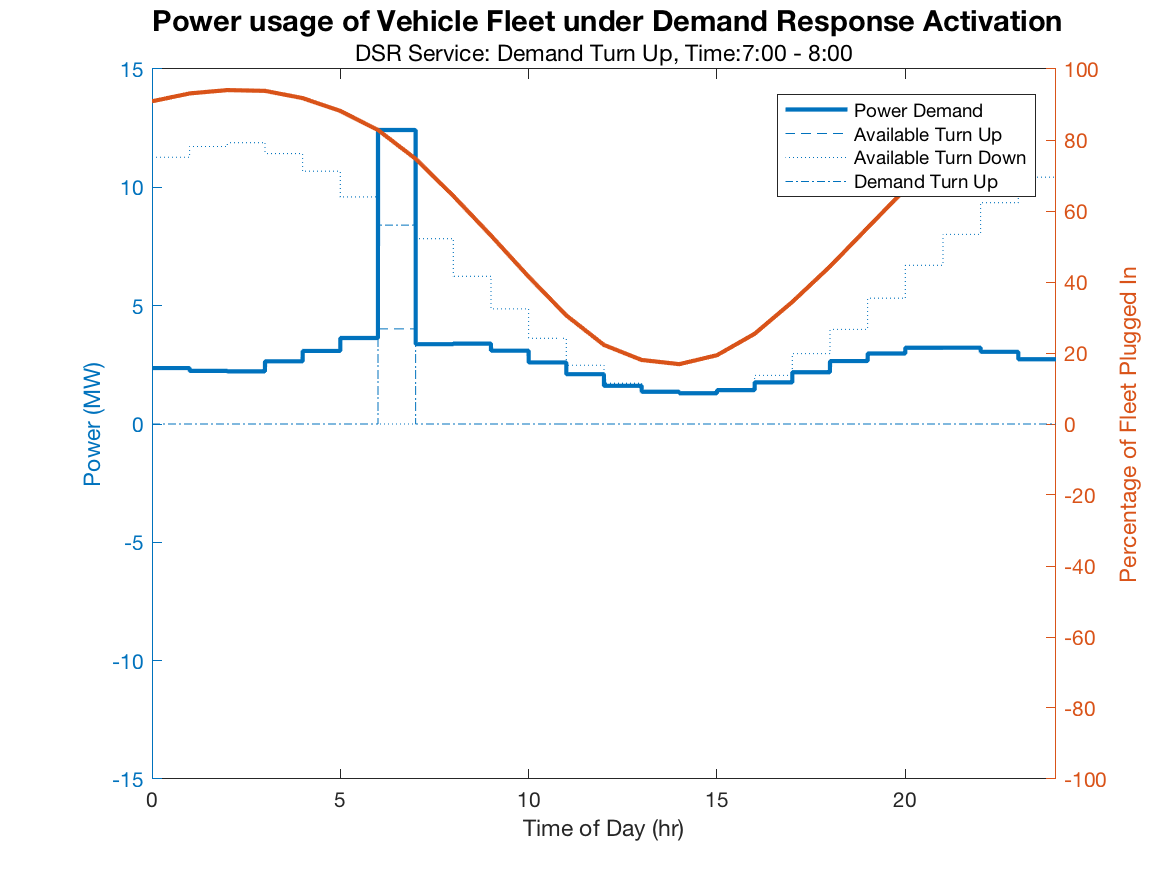 Power usage of Vehicle Fleet under Demand Response Activation
DSR Service: Demand Turn Up, Time:7:00 - 8:00
Power (MW)
15
10
5
0
-5
-10
-15
Power Demand
Available Turn Up
Available Turn Down
Demand Turn Up
100
80
60
40
20
0
-20
-40
-60
-80
-100
Percentage of Fleet Plugged In
0 5 10 15 20
Time of Day (hr)